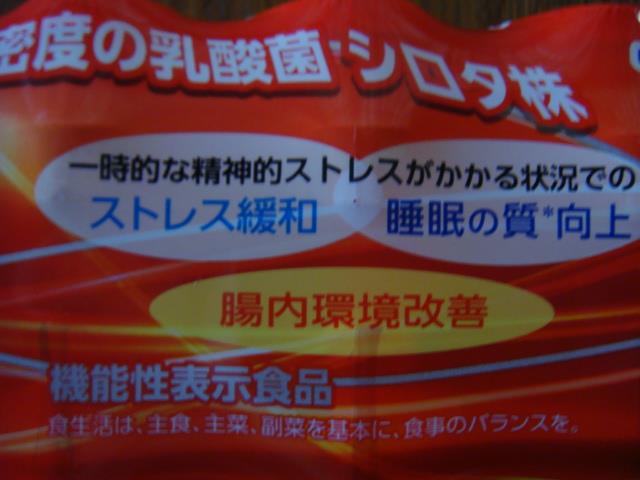 密度の乳酸菌 シロタ株
一時的な精神的ストレスがかかる状況での
ストレス緩和
睡眠の質*向上
腸内環境改善
機能性表示食品
食生活は、主食、主菜、副菜を基本に、食事のバランスを。